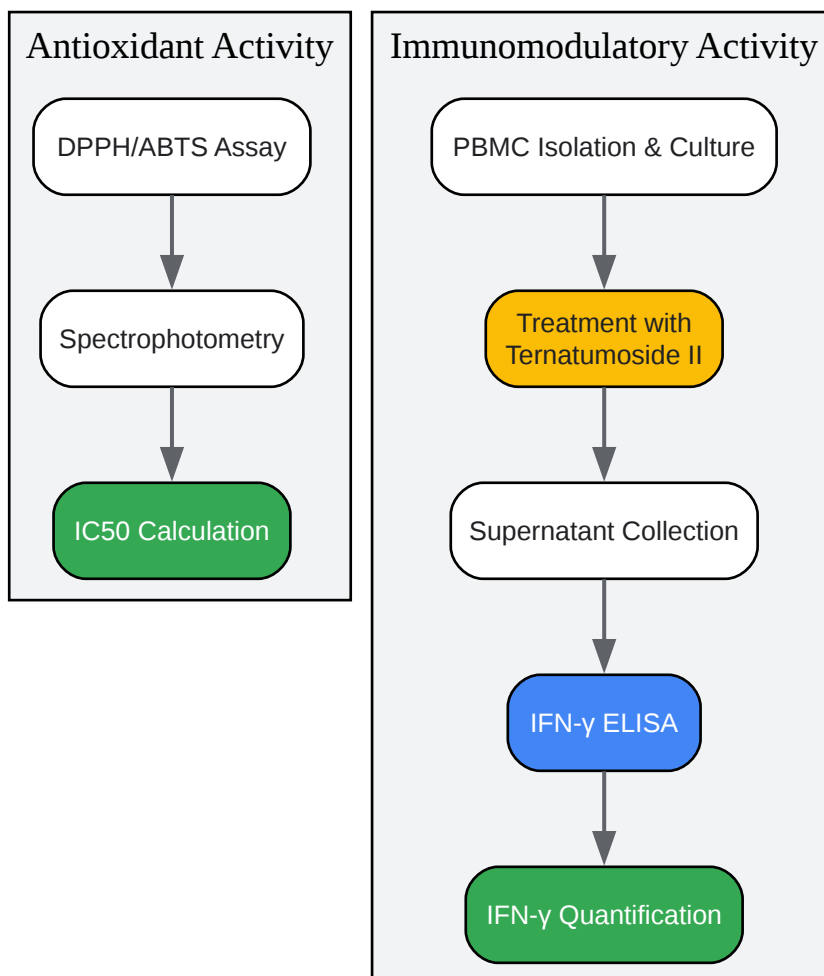 Antioxidant Activity
DPPH/ABTS Assay
Spectrophotometry
IC50 Calculation
Immunomodulatory Activity
PBMC Isolation & Culture
Treatment with
Ternatumoside II
Supernatant Collection
IFN-γ ELISA
IFN-γ Quantification